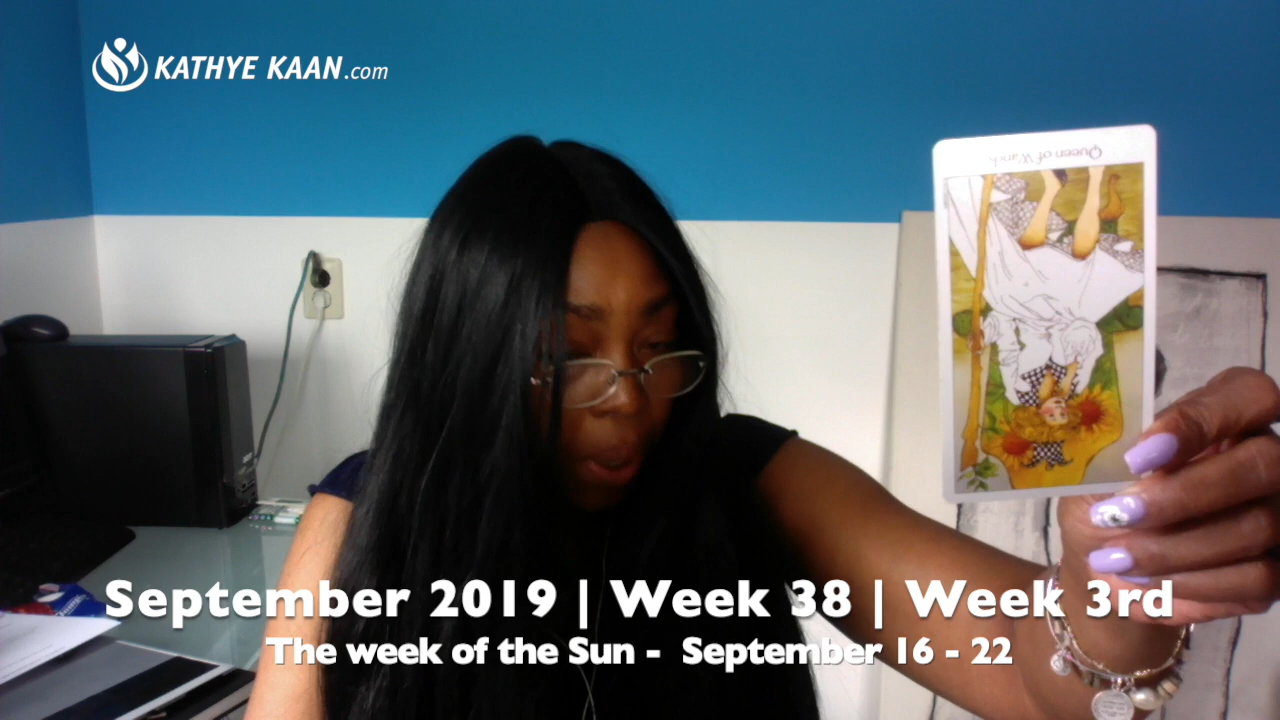 KATHYE KAAN.com
Queen of Wands
September 2019 | Week 38 | Week 3rd
The week of the Sun - September 16 - 22